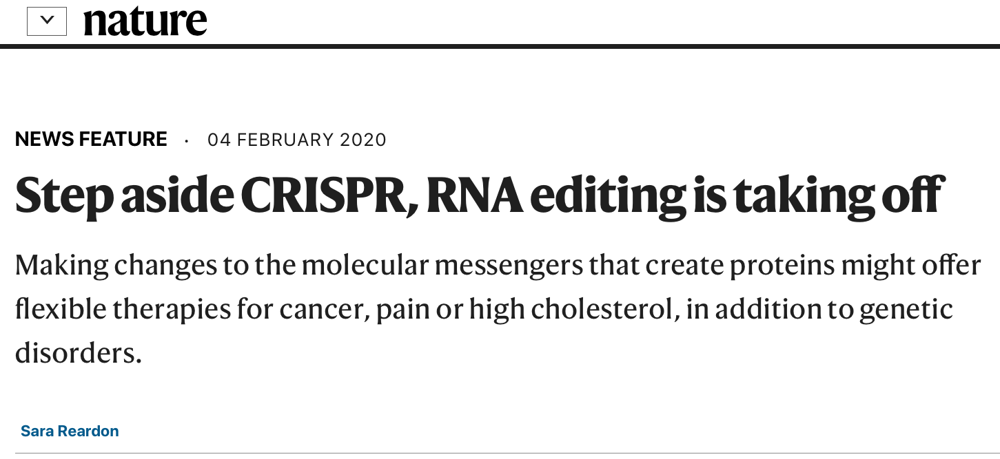 nature
NEWS FEATURE · 04 FEBRUARY 2020
Step aside CRISPR, RNA editing is taking off
Making changes to the molecular messengers that create proteins might offer
flexible therapies for cancer, pain or high cholesterol, in addition to genetic
disorders.
Sara Reardon